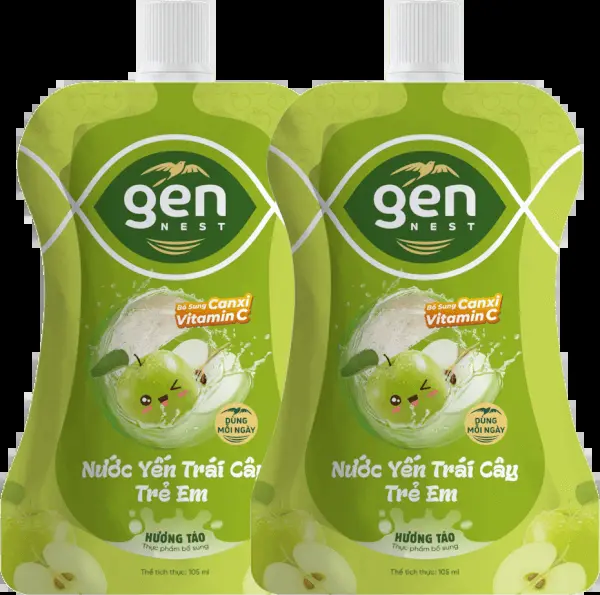 gen
NEST
Bổ Sung Canxi
Vitamin C
DÙNG
MỖI NGÀY
Nước Yến Trái Cây
Trẻ Em
HƯƠNG TÁO
Thực phẩm bổ sung
Thể tích thực: 105 ml
gen
NEST
Bổ Sung Canxi
Vitamin C
DÙNG
MỖI NGÀY
Nước Yến Trái Cây
Trẻ Em
HƯƠNG TÁO
Thực phẩm bổ sung
Thể tích thực: 105 ml